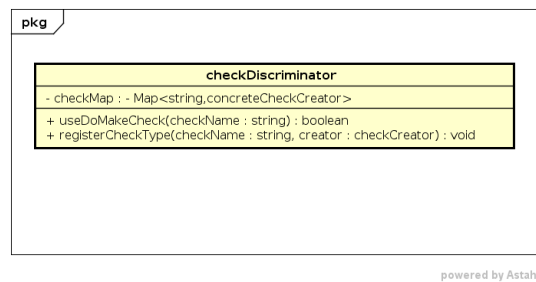 pkg
checkDiscriminator
- checkMap : - Map<string,concreteCheckCreator>
+ useDoMakeCheck(checkName : string) : boolean
+ registerCheckType(checkName : string, creator : checkCreator) : void
powered by Astah